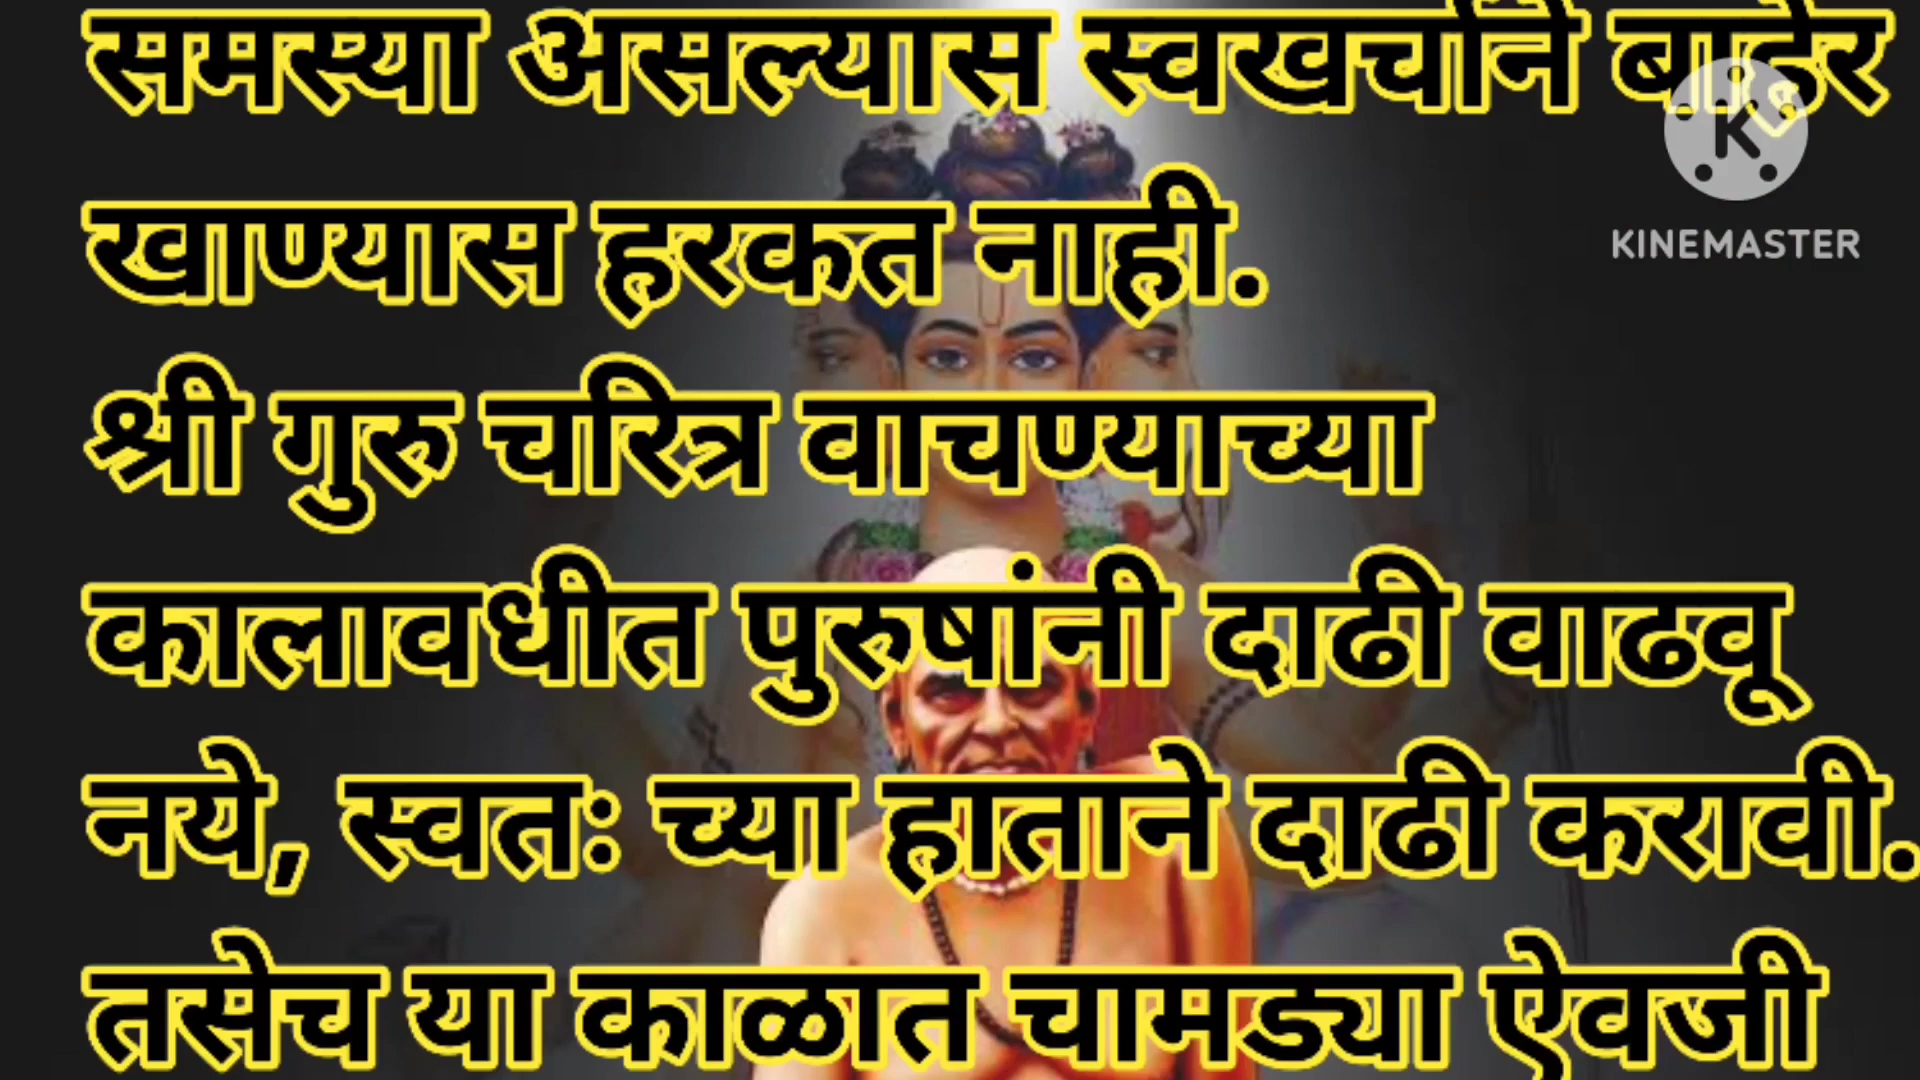 समस्या असल्यास स्वखर्चाने बाहेर
खाण्यास हरकत नाही.
श्री गुरु चरित्र वाचण्याच्या
कालावधीत पुरुषांनी दाढी वाढवू
नये, स्वतः च्या हाताने दाढी करावी.
तसेच या काळात चामड्या ऐवजी
KINEMASTER